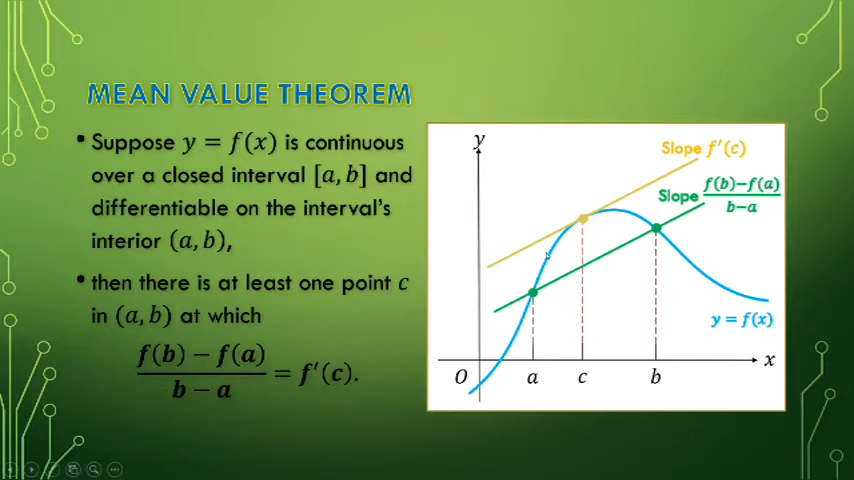 MEAN VALUE THEOREM
• Suppose y = f(x) is continuous
over a closed interval [a, b] and
differentiable on the interval's
interior (a, b),
• then there is at least one point c
in (a, b) at which
f(b) − f(a)
b − a
= f′(c).
y
Slope f′(c)
Slope f(b)−f(a)
b−a
y = f(x)
O
a
c
b
x